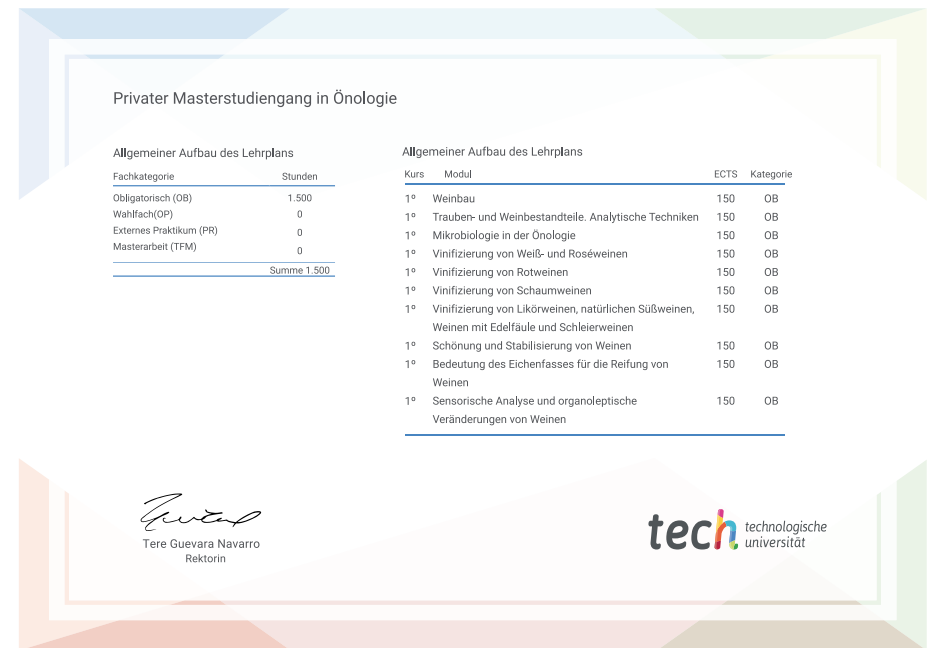 Privater Masterstudiengang in Önologie
Allgemeiner Aufbau des Lehrplans
Fachkategorie Stunden
Obligatorisch (OB) 1.500
Wahlfach(OP) 0
Externes Praktikum (PR) 0
Masterarbeit (TFM) 0
Summe 1.500
Allgemeiner Aufbau des Lehrplans
Kurs Modul ECTS Kategorie
1º Weinbau 150 OB
1º Trauben- und Weinbestandteile. Analytische Techniken 150 OB
1º Mikrobiologie in der Önologie 150 OB
1º Vinifizierung von Weiß- und Roséweinen 150 OB
1º Vinifizierung von Rotweinen 150 OB
1º Vinifizierung von Schaumweinen 150 OB
1º Vinifizierung von Likörweinen, natürlichen Süßweinen, 150 OB
Weinen mit Edelfäule und Schleierweinen
1º Schönung und Stabilisierung von Weinen 150 OB
1º Bedeutung des Eichenfasses für die Reifung von 150 OB
Weinen
1º Sensorische Analyse und organoleptische 150 OB
Veränderungen von Weinen
Tere Guevara Navarro
Rektorin
tech technologische
universität